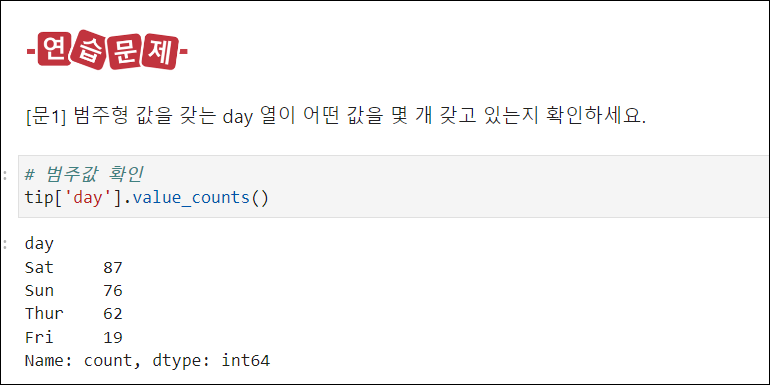 -연습문제-
[문1] 범주형 값을 갖는 day 열이 어떤 값을 몇 개 갖고 있는지 확인하세요.
: # 범주값 확인
tip['day'].value_counts()
: day
Sat     87
Sun     76
Thur    62
Fri     19
Name: count, dtype: int64